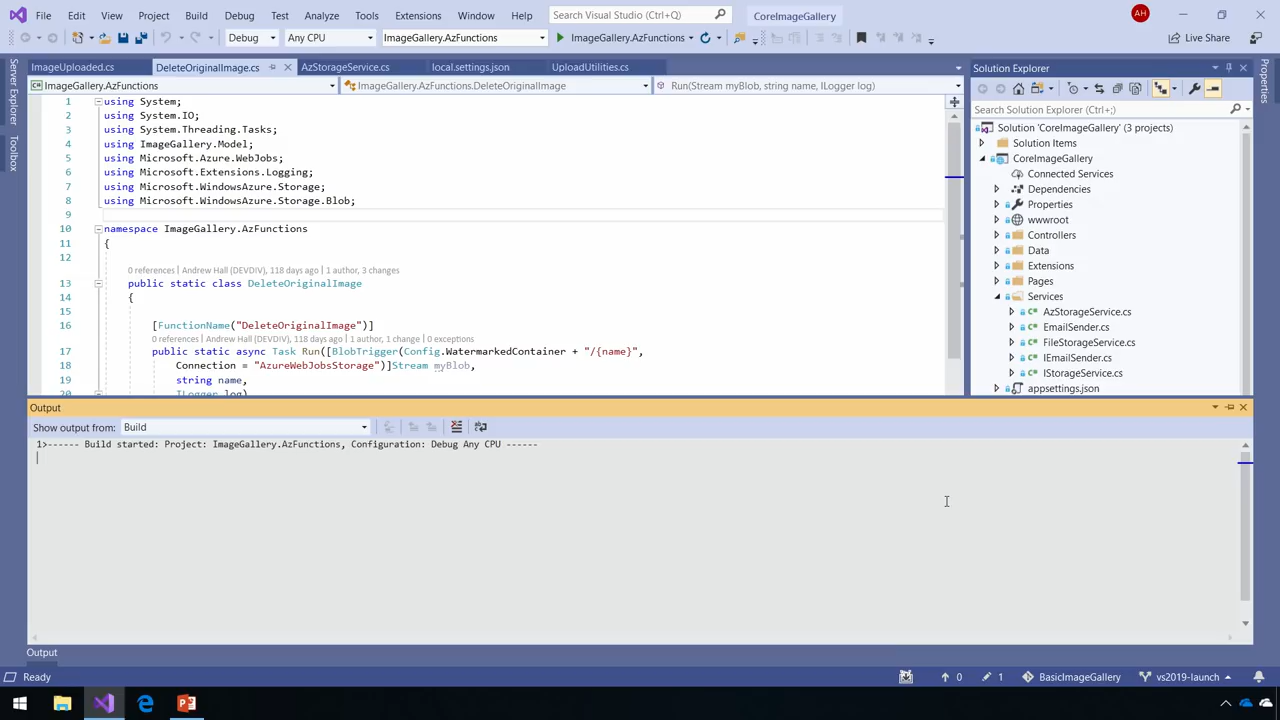 File Edit View Project Build Debug Test Analyze Tools Extensions Window Help Search Visual Studio (Ctrl+Q) CoreImageGallery AH
Debug Any CPU ImageGallery.AzFunctions ImageGallery.AzFunctions Live Share
Server Explorer
Toolbox
ImageUploaded.cs DeleteOriginalImage.cs AzStorageService.cs local.settings.json UploadUtilities.cs
ImageGallery.AzFunctions ImageGallery.AzFunctions.DeleteOriginalImage Run(Stream myBlob, string name, ILogger log)
1 using System;
2 using System.IO;
3 using System.Threading.Tasks;
4 using ImageGallery.Model;
5 using Microsoft.Azure.WebJobs;
6 using Microsoft.Extensions.Logging;
7 using Microsoft.WindowsAzure.Storage;
8 using Microsoft.WindowsAzure.Storage.Blob;
9
10 namespace ImageGallery.AzFunctions
11 {
12
0 references | Andrew Hall (DEVDIV), 118 days ago | 1 author, 3 changes
13 public static class DeleteOriginalImage
14 {
15
16 [FunctionName("DeleteOriginalImage")]
0 references | Andrew Hall (DEVDIV), 118 days ago | 1 author, 1 change | 0 exceptions
17 public static async Task Run([BlobTrigger(Config.WatermarkedContainer + "/{name}",
18 Connection = "AzureWebJobsStorage")]Stream myBlob,
19 string name,
20 ILogger log)
Solution Explorer
Search Solution Explorer (Ctrl+;)
Solution 'CoreImageGallery' (3 projects)
Solution Items
CoreImageGallery
Connected Services
Dependencies
Properties
wwwroot
Controllers
Data
Extensions
Pages
Services
C# AzStorageService.cs
C# EmailSender.cs
C# FileStorageService.cs
C# IEmailSender.cs
C# IStorageService.cs
appsettings.json
Properties
Output
Show output from: Build
1>------ Build started: Project: ImageGallery.AzFunctions, Configuration: Debug Any CPU ------
Output
Ready 0 1 BasicImageGallery vs2019-launch